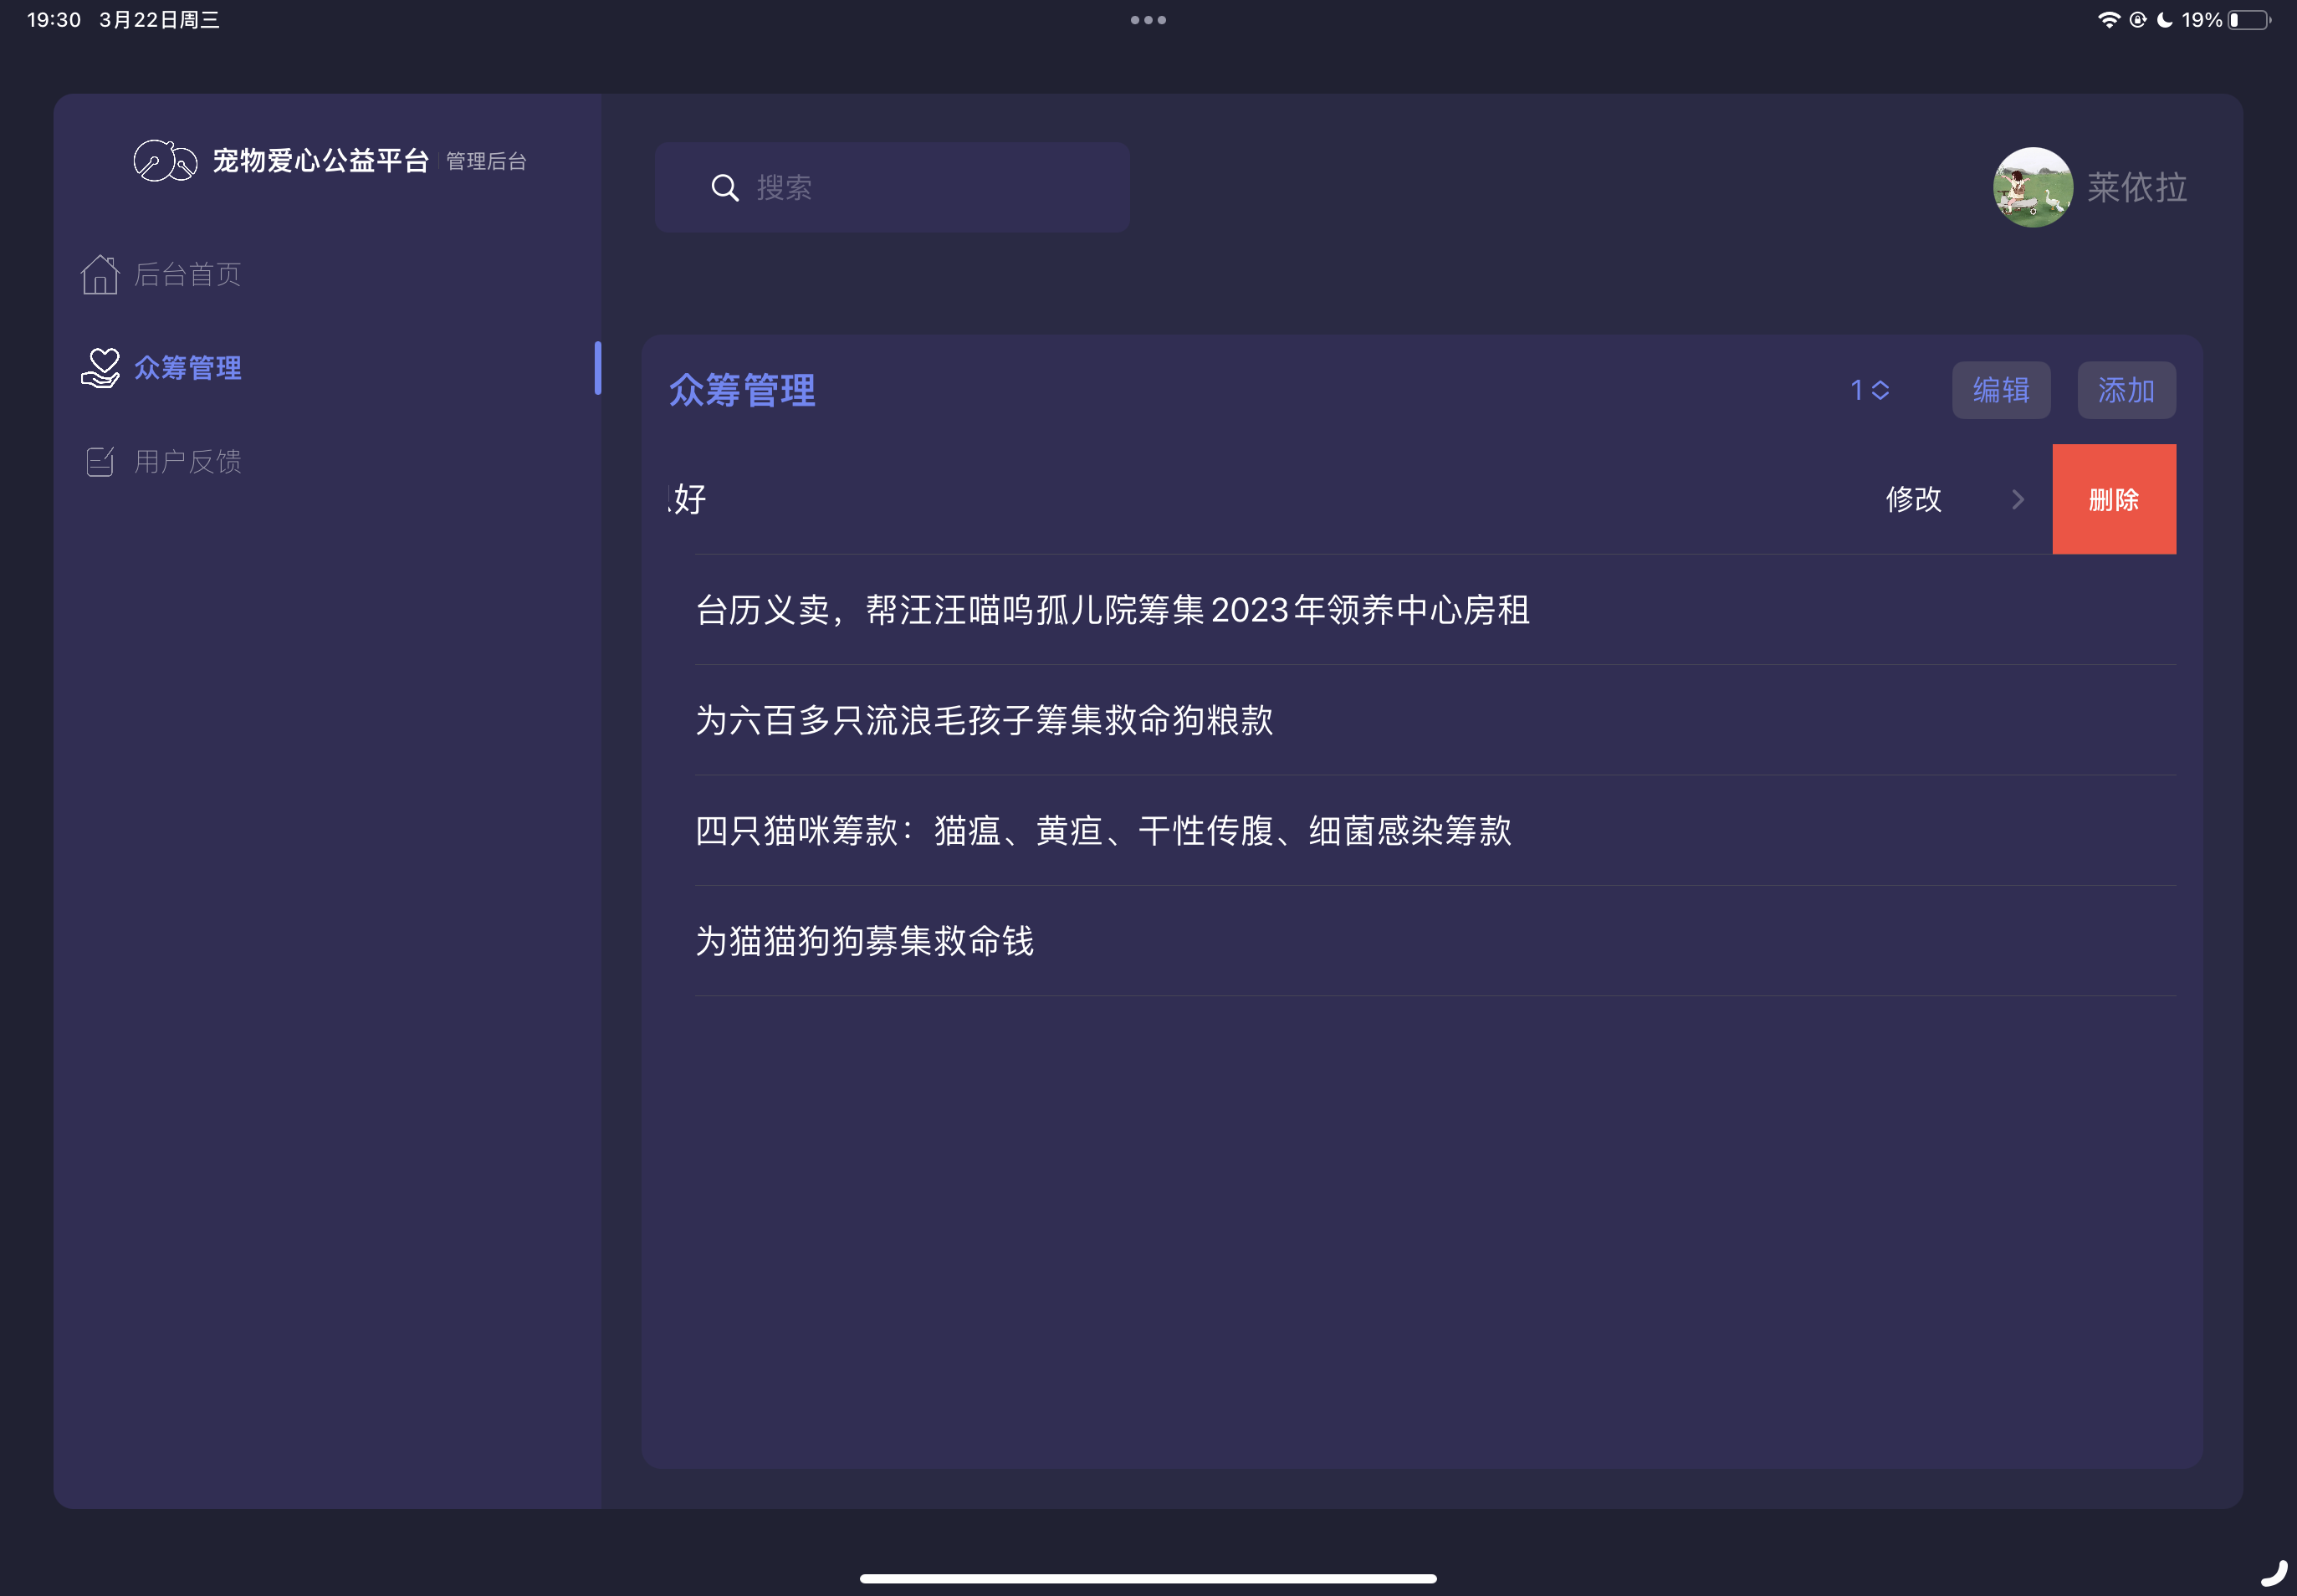 19:30 3月22日周三
19%
宠物爱心公益平台 管理后台
搜索
莱依拉
后台首页
众筹管理
用户反馈
众筹管理
1
编辑
添加
好
修改
删除
台历义卖，帮汪汪喵呜孤儿院筹集2023年领养中心房租
为六百多只流浪毛孩子筹集救命狗粮款
四只猫咪筹款：猫瘟、黄疸、干性传腹、细菌感染筹款
为猫猫狗狗募集救命钱